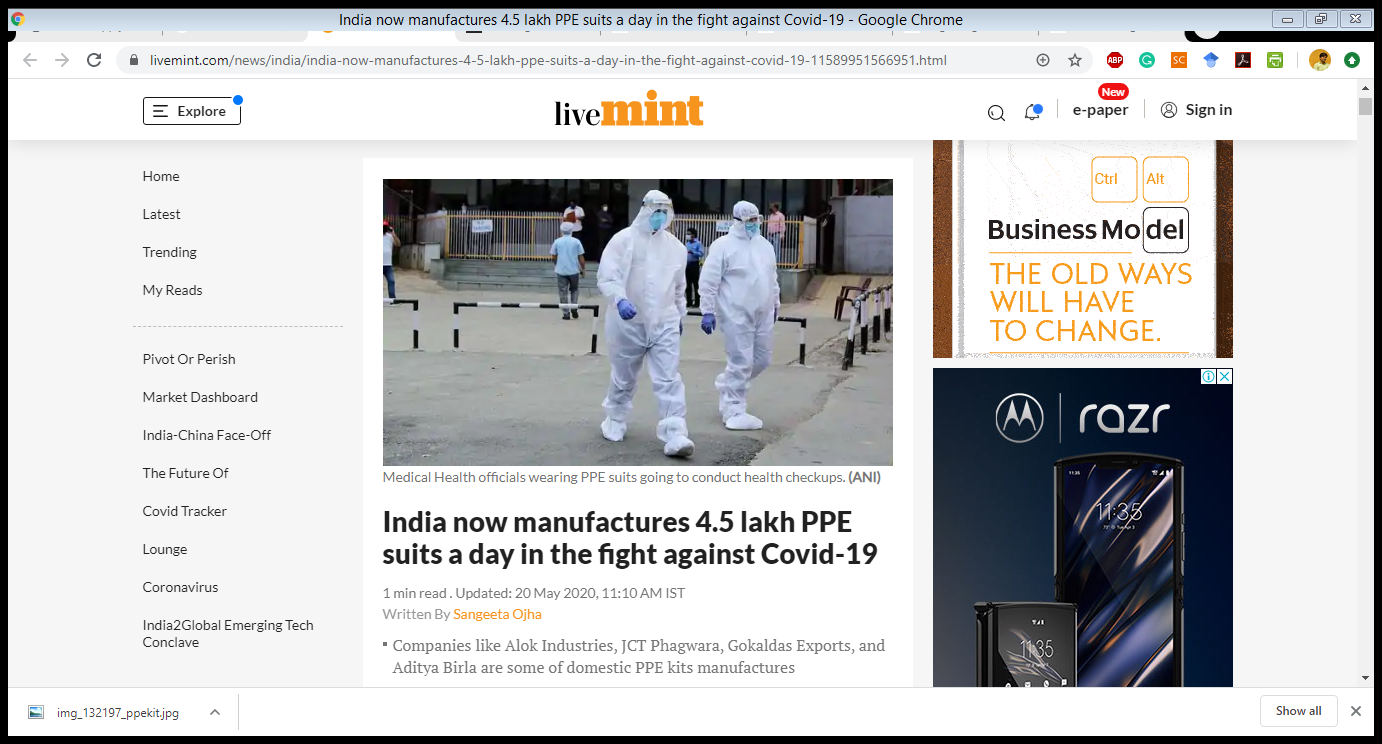 India now manufactures 4.5 lakh PPE suits a day in the fight against Covid-19 - Google Chrome
livemint.com/news/india/india-now-manufactures-4-5-lakh-ppe-suits-a-day-in-the-fight-against-covid-19-11589951566951.html
ABP
SC
Explore
livemint
New
e-paper
Sign in
Home
Latest
Trending
My Reads
Pivot Or Perish
Market Dashboard
India-China Face-Off
The Future Of
Covid Tracker
Lounge
Coronavirus
India2Global Emerging Tech
Conclave
Medical Health officials wearing PPE suits going to conduct health checkups. (ANI)
India now manufactures 4.5 lakh PPE
suits a day in the fight against Covid-19
1 min read . Updated: 20 May 2020, 11:10 AM IST
Written By Sangeeta Ojha
Companies like Alok Industries, JCT Phagwara, Gokaldas Exports, and
Aditya Birla are some of domestic PPE kits manufactures
Ctrl Alt
Business Model
THE OLD WAYS
WILL HAVE
TO CHANGE.
razr
11:35
11:35
11:35
img_132197_ppekit.jpg
Show all